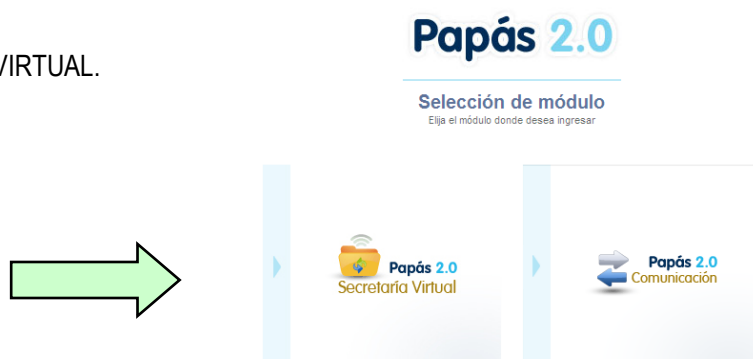 Papás 2.0
VIRTUAL.
Selección de módulo
Elija el módulo donde desea ingresar
Papás 2.0
Secretaría Virtual
Papás 2.0
Comunicación